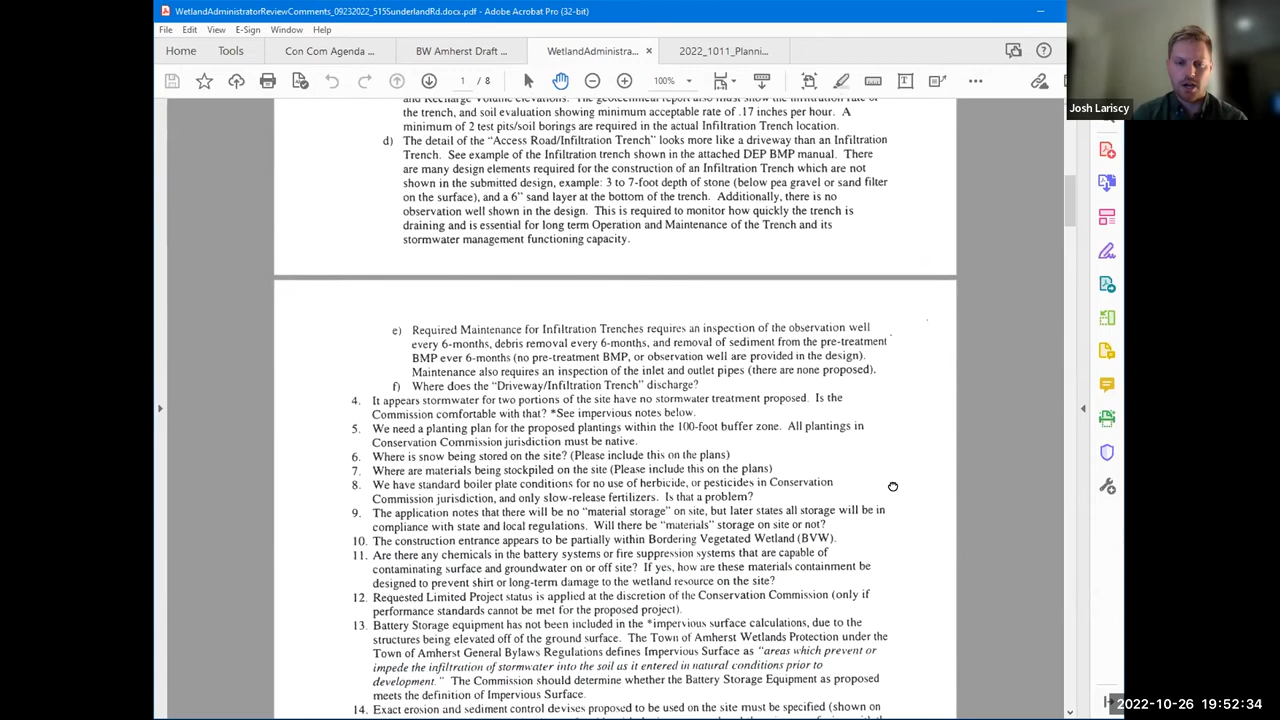 WetlandAdministratorReviewComments_09232022_515SunderlandRd.docx.pdf - Adobe Acrobat Pro (32-bit)
File Edit View E-Sign Window Help
Home Tools Con Com Agenda ... BW Amherst Draft ... WetlandAdministra... × 2022_1011_Planni...
1 / 8 100%
Josh Lariscy
the trench, and soil evaluation showing minimum acceptable rate of .17 inches per hour. A
minimum of 2 test pits/soil borings are required in the actual Infiltration Trench location.
d) The detail of the “Access Road/Infiltration Trench” looks more like a driveway than an Infiltration
Trench. See example of the Infiltration trench shown in the attached DEP BMP manual. There
are many design elements required for the construction of an Infiltration Trench which are not
shown in the submitted design, example: 3 to 7-foot depth of stone (below pea gravel or sand filter
on the surface), and a 6” sand layer at the bottom of the trench. Additionally, there is no
observation well shown in the design. This is required to monitor how quickly the trench is
draining and is essential for long term Operation and Maintenance of the Trench and its
stormwater management functioning capacity.
e) Required Maintenance for Infiltration Trenches requires an inspection of the observation well
every 6-months, debris removal every 6-months, and removal of sediment from the pre-treatment
BMP ever 6-months (no pre-treatment BMP, or observation well are provided in the design).
Maintenance also requires an inspection of the inlet and outlet pipes (there are none proposed).
f) Where does the “Driveway/Infiltration Trench” discharge?
4. It appears stormwater for two portions of the site have no stormwater treatment proposed. Is the
Commission comfortable with that? *See impervious notes below.
5. We need a planting plan for the proposed plantings within the 100-foot buffer zone. All plantings in
Conservation Commission jurisdiction must be native.
6. Where is snow being stored on the site? (Please include this on the plans)
7. Where are materials being stockpiled on the site (Please include this on the plans)
8. We have standard boiler plate conditions for no use of herbicide, or pesticides in Conservation
Commission jurisdiction, and only slow-release fertilizers. Is that a problem?
9. The application notes that there will be no “material storage” on site, but later states all storage will be in
compliance with state and local regulations. Will there be “materials” storage on site or not?
10. The construction entrance appears to be partially within Bordering Vegetated Wetland (BVW).
11. Are there any chemicals in the battery systems or fire suppression systems that are capable of
contaminating surface and groundwater on or off site? If yes, how are these materials containment be
designed to prevent shirt or long-term damage to the wetland resource on the site?
12. Requested Limited Project status is applied at the discretion of the Conservation Commission (only if
performance standards cannot be met for the proposed project).
13. Battery Storage equipment has not been included in the *impervious surface calculations, due to the
structures being elevated off of the ground surface. The Town of Amherst Wetlands Protection under the
Town of Amherst General Bylaws Regulations defines Impervious Surface as “areas which prevent or
impede the infiltration of stormwater into the soil as it entered in natural conditions prior to
development.” The Commission should determine whether the Battery Storage Equipment as proposed
meets the definition of Impervious Surface.
14. Exact erosion and sediment control devises proposed to be used on the site must be specified (shown on
2022-10-26 19:52:34